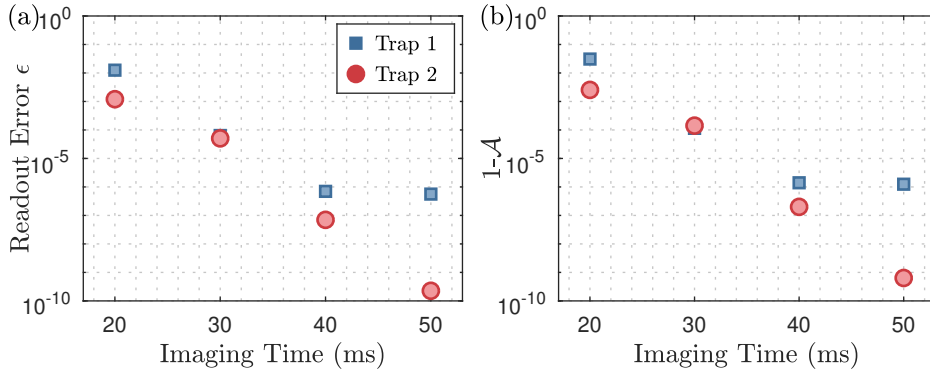 (a)
10^0
10^-5
10^-10
Readout Error ϵ
Trap 1
Trap 2
20 30 40 50
Imaging Time (ms)
(b)
10^0
10^-5
10^-10
1-𝒜
20 30 40 50
Imaging Time (ms)